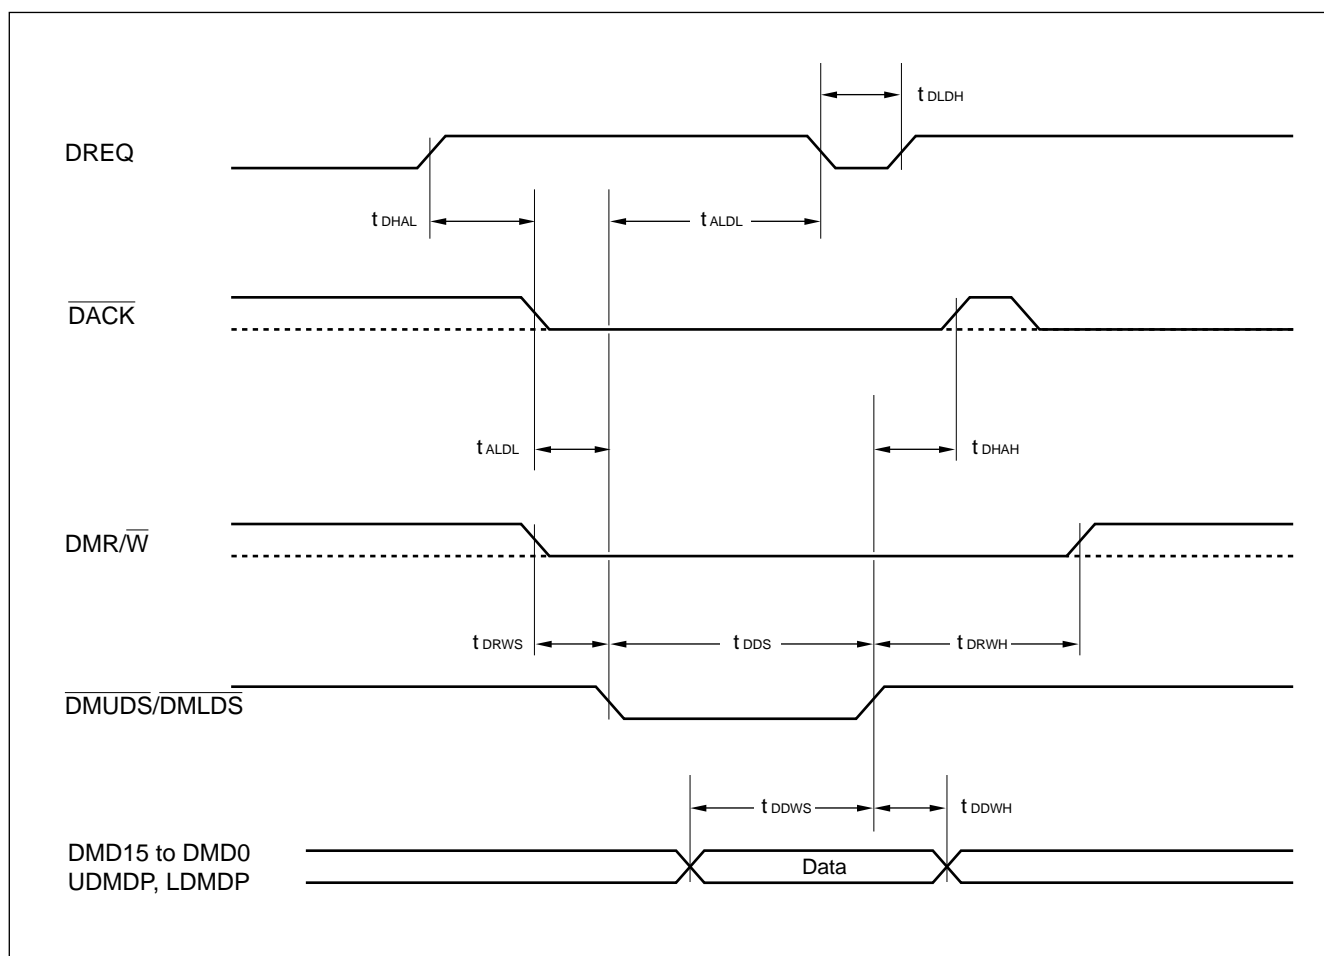 t DLDH
DREQ
t DHAL
t ALDL
DACK
t ALDL
t DHAH
DMR/W
t DRWS
t DDS
t DRWH
DMUDS/DMLDS
t DDWS
t DDWH
DMD15 to DMD0
Data
UDMDP, LDMDP